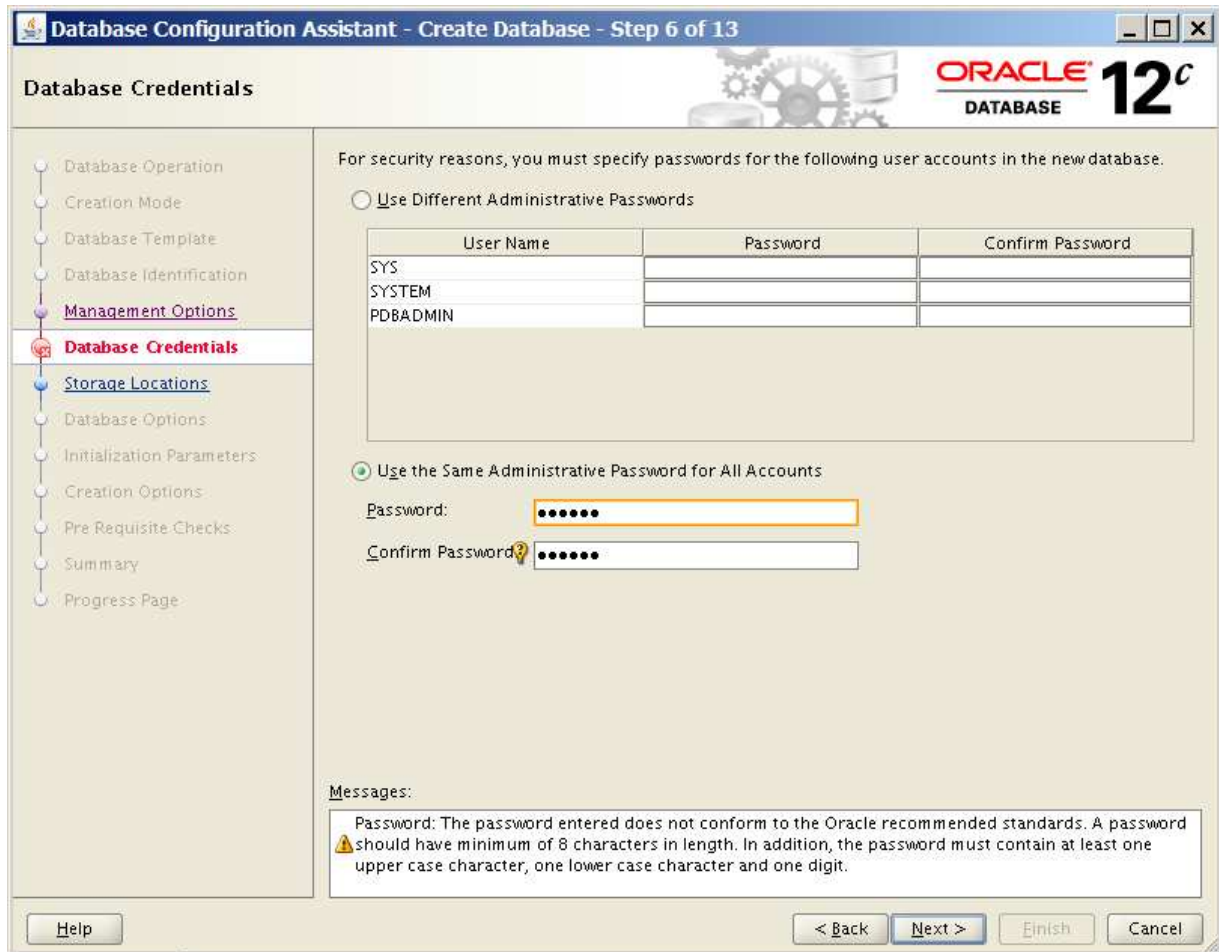 Database Configuration Assistant - Create Database - Step 6 of 13
Database Credentials
ORACLE
DATABASE
12c
Database Operation
Creation Mode
Database Template
Database Identification
Management Options
Database Credentials
Storage Locations
Database Options
Initialization Parameters
Creation Options
Pre Requisite Checks
Summary
Progress Page
For security reasons, you must specify passwords for the following user accounts in the new database.
Use Different Administrative Passwords
User Name Password Confirm Password
SYS
SYSTEM
PDBADMIN
Use the Same Administrative Password for All Accounts
Password: ●●●●●●
Confirm Password ●●●●●●
Messages:
Password: The password entered does not conform to the Oracle recommended standards. A password
should have minimum of 8 characters in length. In addition, the password must contain at least one
upper case character, one lower case character and one digit.
Help < Back Next > Finish Cancel